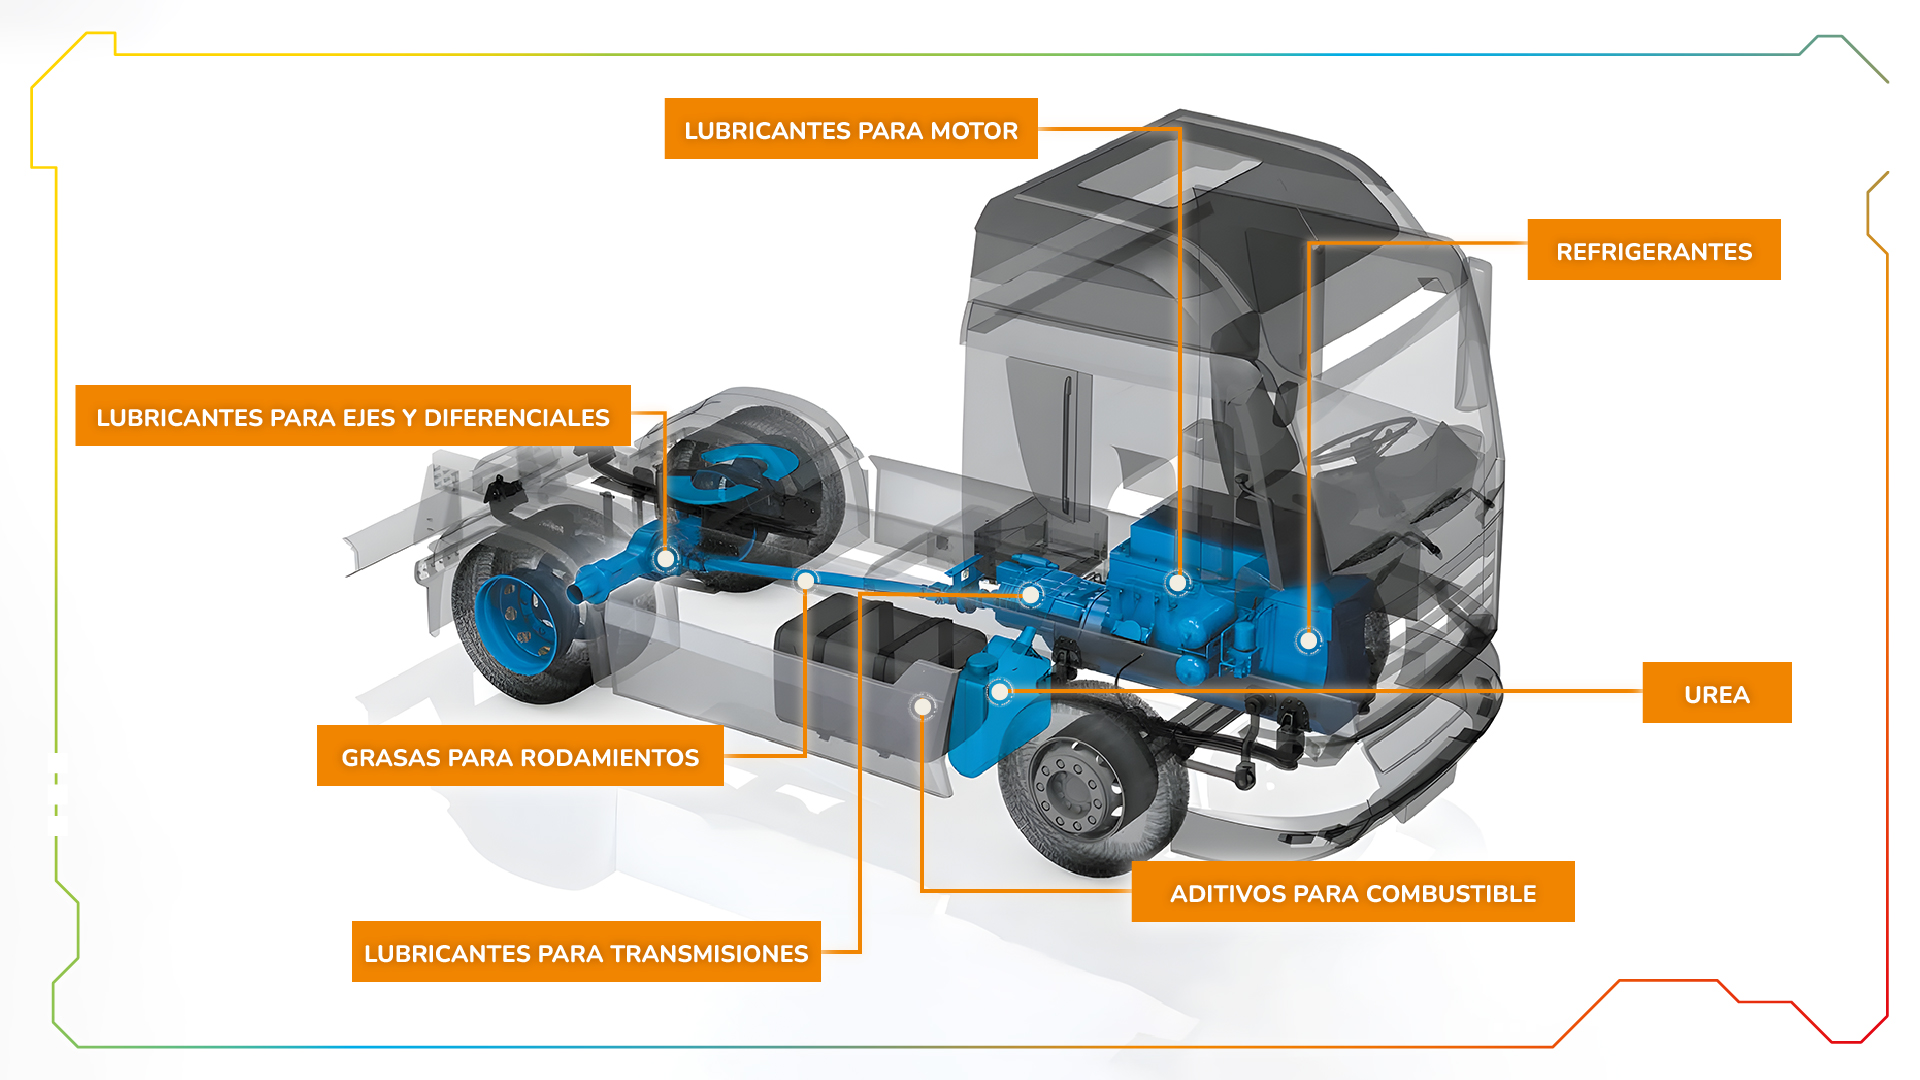 LUBRICANTES PARA MOTOR
REFRIGERANTES
LUBRICANTES PARA EJES Y DIFERENCIALES
UREA
GRASAS PARA RODAMIENTOS
ADITIVOS PARA COMBUSTIBLE
LUBRICANTES PARA TRANSMISIONES